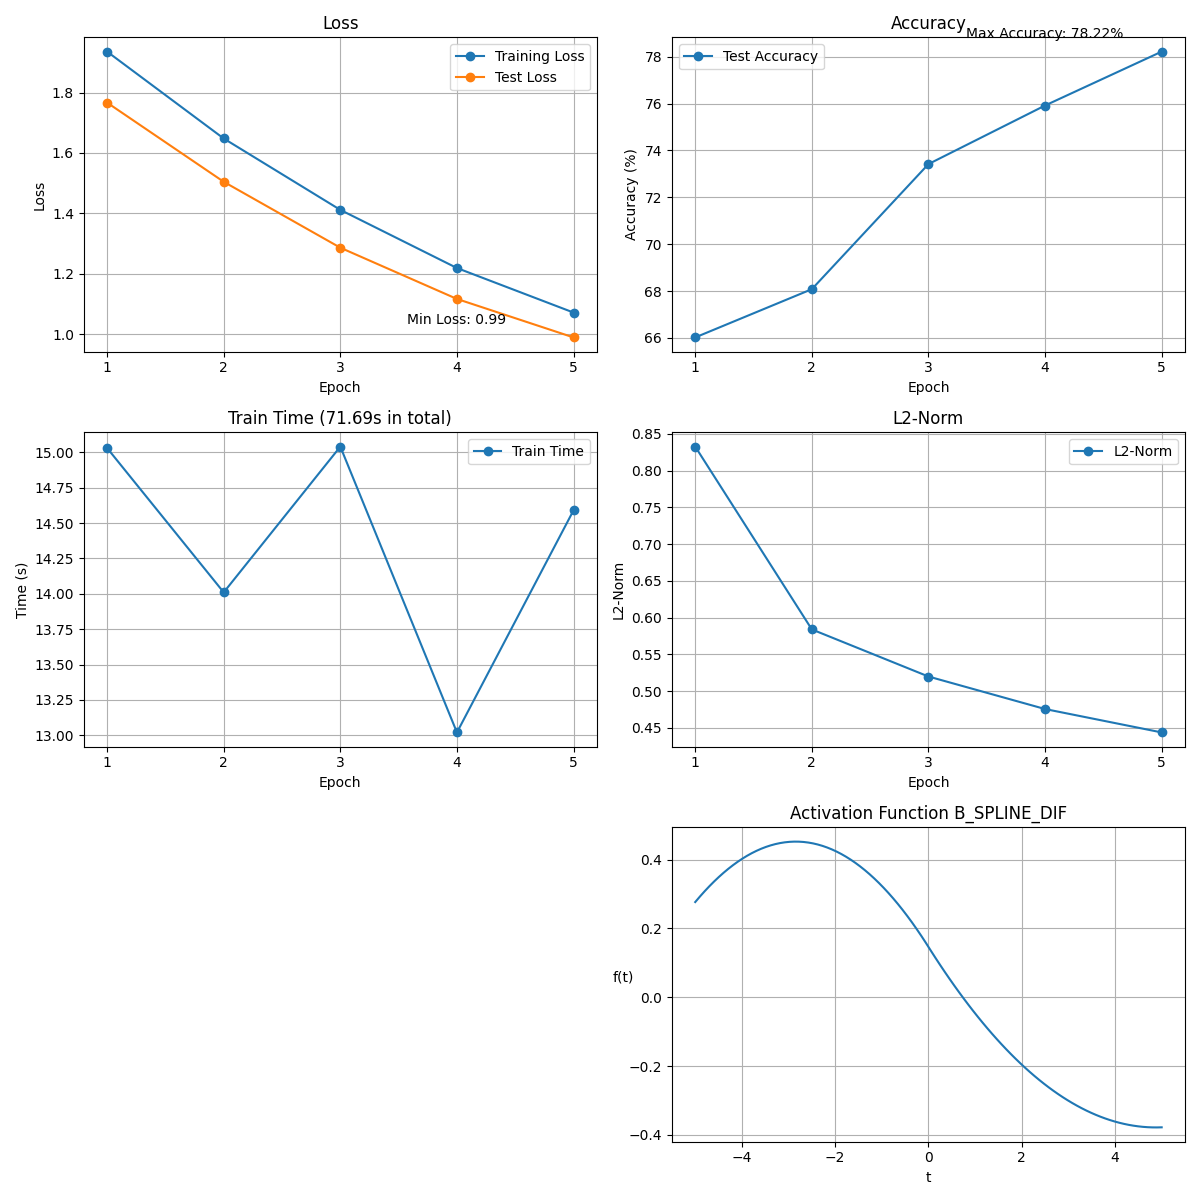 Loss
Training Loss
Test Loss
Min Loss: 0.99
Loss
1.8
1.6
1.4
1.2
1.0
1 2 3 4 5
Epoch
Accuracy
Max Accuracy: 78.22%
Test Accuracy
Accuracy (%)
78
76
74
72
70
68
66
1 2 3 4 5
Epoch
Train Time (71.69s in total)
Train Time
Time (s)
15.00
14.75
14.50
14.25
14.00
13.75
13.50
13.25
13.00
1 2 3 4 5
Epoch
L2-Norm
L2-Norm
L2-Norm
0.85
0.80
0.75
0.70
0.65
0.60
0.55
0.50
0.45
1 2 3 4 5
Epoch
Activation Function B_SPLINE_DIF
f(t)
0.4
0.2
0.0
−0.2
−0.4
−4 −2 0 2 4
t